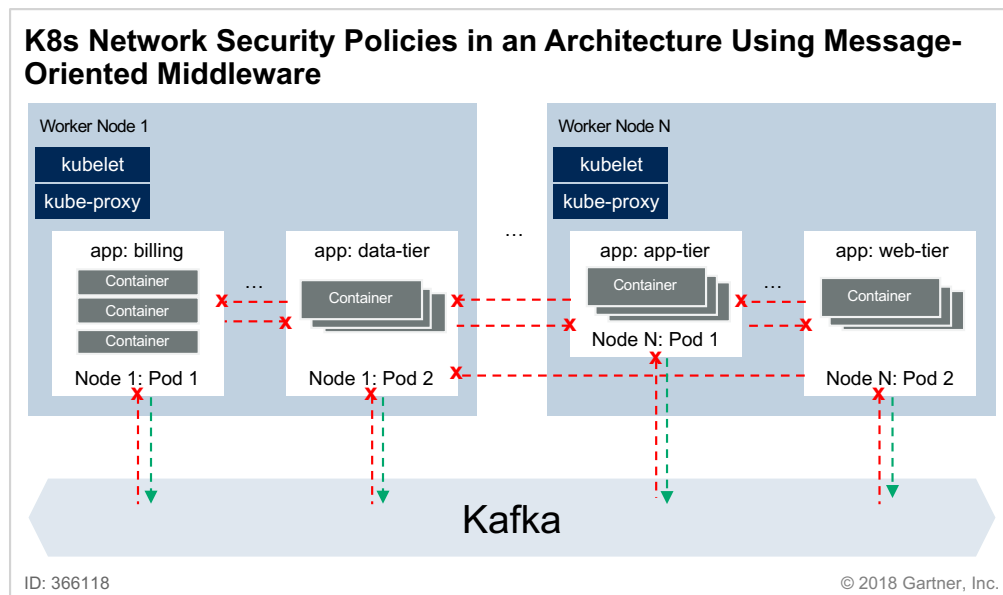 K8s Network Security Policies in an Architecture Using Message-
Oriented Middleware
Worker Node 1
kubelet
kube-proxy
app: billing
Container
Container
Container
Node 1: Pod 1
...
app: data-tier
Container
Node 1: Pod 2
...
Worker Node N
kubelet
kube-proxy
app: app-tier
Container
Node N: Pod 1
...
app: web-tier
Container
Node N: Pod 2
Kafka
ID: 366118
© 2018 Gartner, Inc.